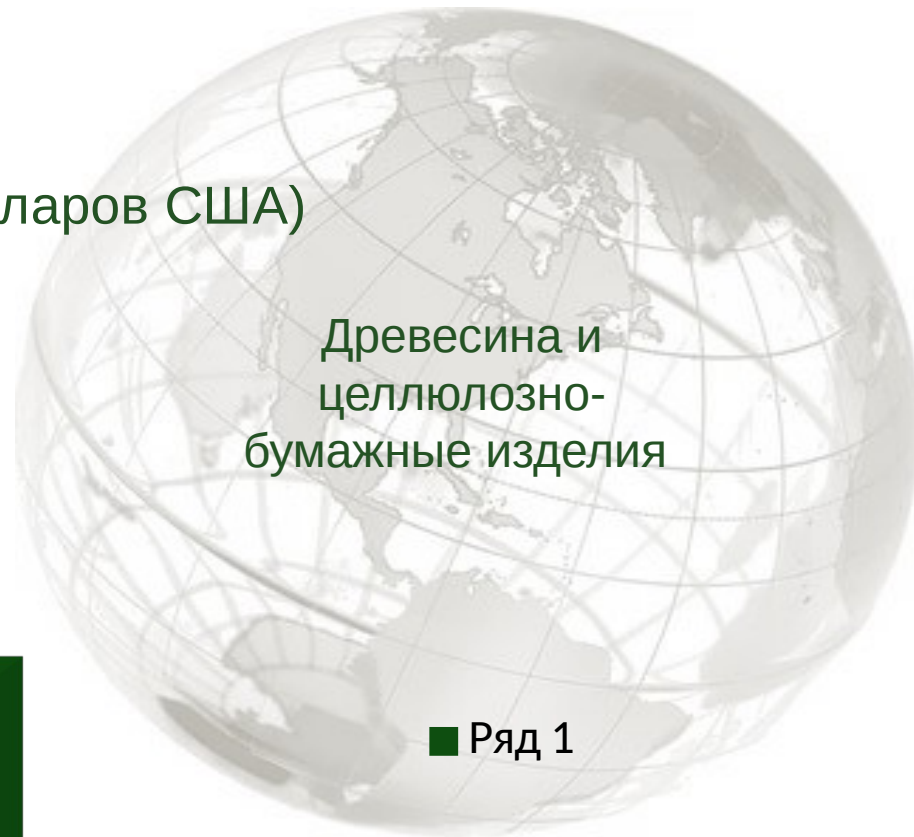 ларов США)
Древесина и
целлюлозно-
бумажные изделия
Ряд 1